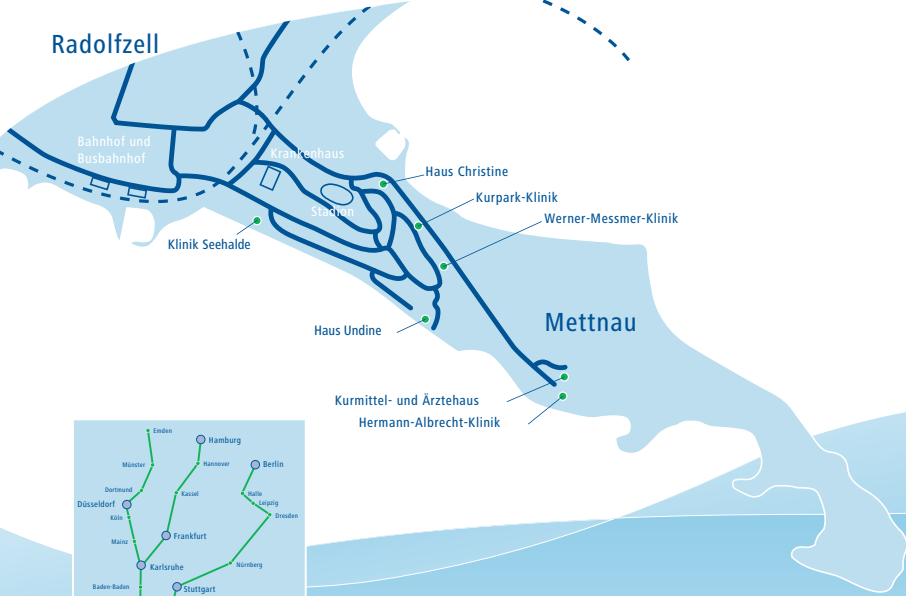 Radolfzell
Bahnhof und
Busbahnhof
Krankenhaus
Haus Christine
Kurpark-Klinik
Stadion
Werner-Messmer-Klinik
Klinik Seehalde
Haus Undine
Mettnau
Kurmittel- und Ärztehaus
Hermann-Albrecht-Klinik
Emden
Hamburg
Münster
Hannover
Berlin
Dortmund
Kassel
Halle
Düsseldorf
Leipzig
Köln
Dresden
Mainz
Frankfurt
Karlsruhe
Nürnberg
Baden-Baden
Stuttgart